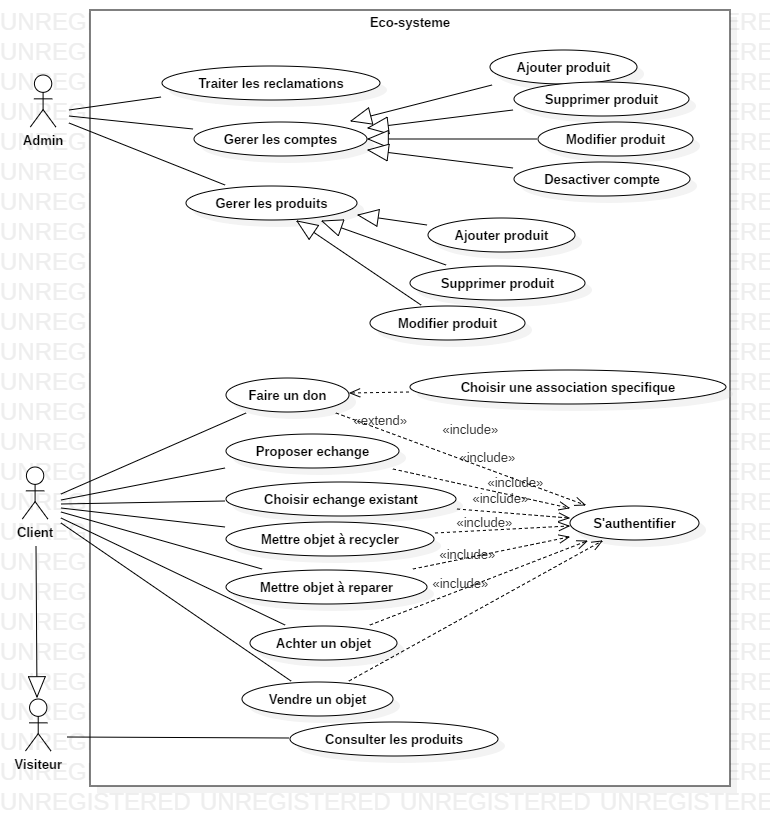 Eco-systeme
Ajouter produit
Traiter les reclamations
Supprimer produit
Admin
Gerer les comptes
Modifier produit
Desactiver compte
Gerer les produits
Ajouter produit
Supprimer produit
Modifier produit
Faire un don
Choisir une association specifique
«extend»
«include»
Proposer echange
«include»
«include»
Choisir echange existant
«include»
Client
Mettre objet à recycler
«include»
S'authentifier
«include»
Mettre objet à reparer
«include»
Achter un objet
Vendre un objet
Consulter les produits
Visiteur
UNREGISTERED UNREGISTERED UNREGISTERED UNREGISTERED